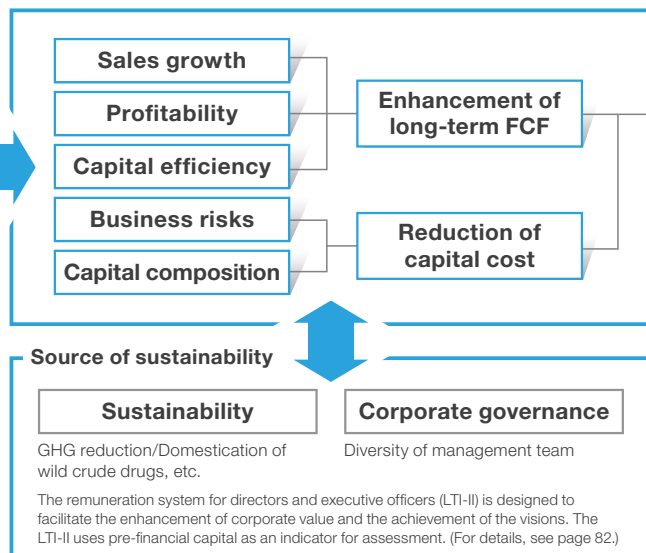 Sales growth
Profitability
Capital efficiency
Business risks
Capital composition
Enhancement of
long-term FCF
Reduction of
capital cost
Source of sustainability
Sustainability
GHG reduction/Domestication of
wild crude drugs, etc.
Corporate governance
Diversity of management team
The remuneration system for directors and executive officers (LTI-II) is designed to
facilitate the enhancement of corporate value and the achievement of the visions. The
LTI-II uses pre-financial capital as an indicator for assessment. (For details, see page 82.)